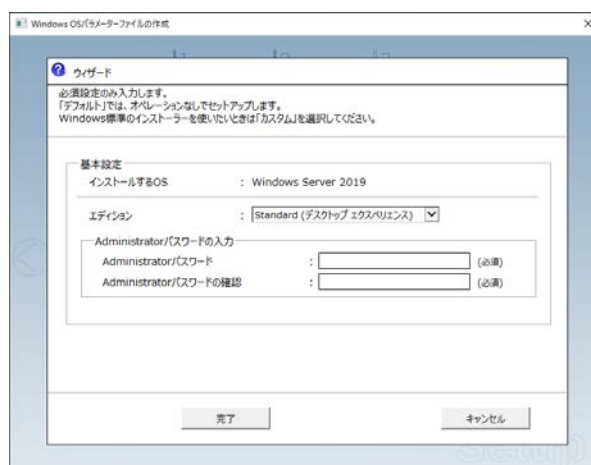 Windows OSパラメーターファイルの作成
ウィザード
必須設定のみ入力します。
「デフォルト」では、オペレーションなしでセットアップします。
Windows標準のインストーラーを使いたいときは「カスタム」を選択してください。
基本設定
インストールするOS : Windows Server 2019
エディション : Standard (デスクトップ エクスペリエンス)
Administratorパスワードの入力
Administratorパスワード : (必須)
Administratorパスワードの確認 : (必須)
完了 キャンセル
Setup